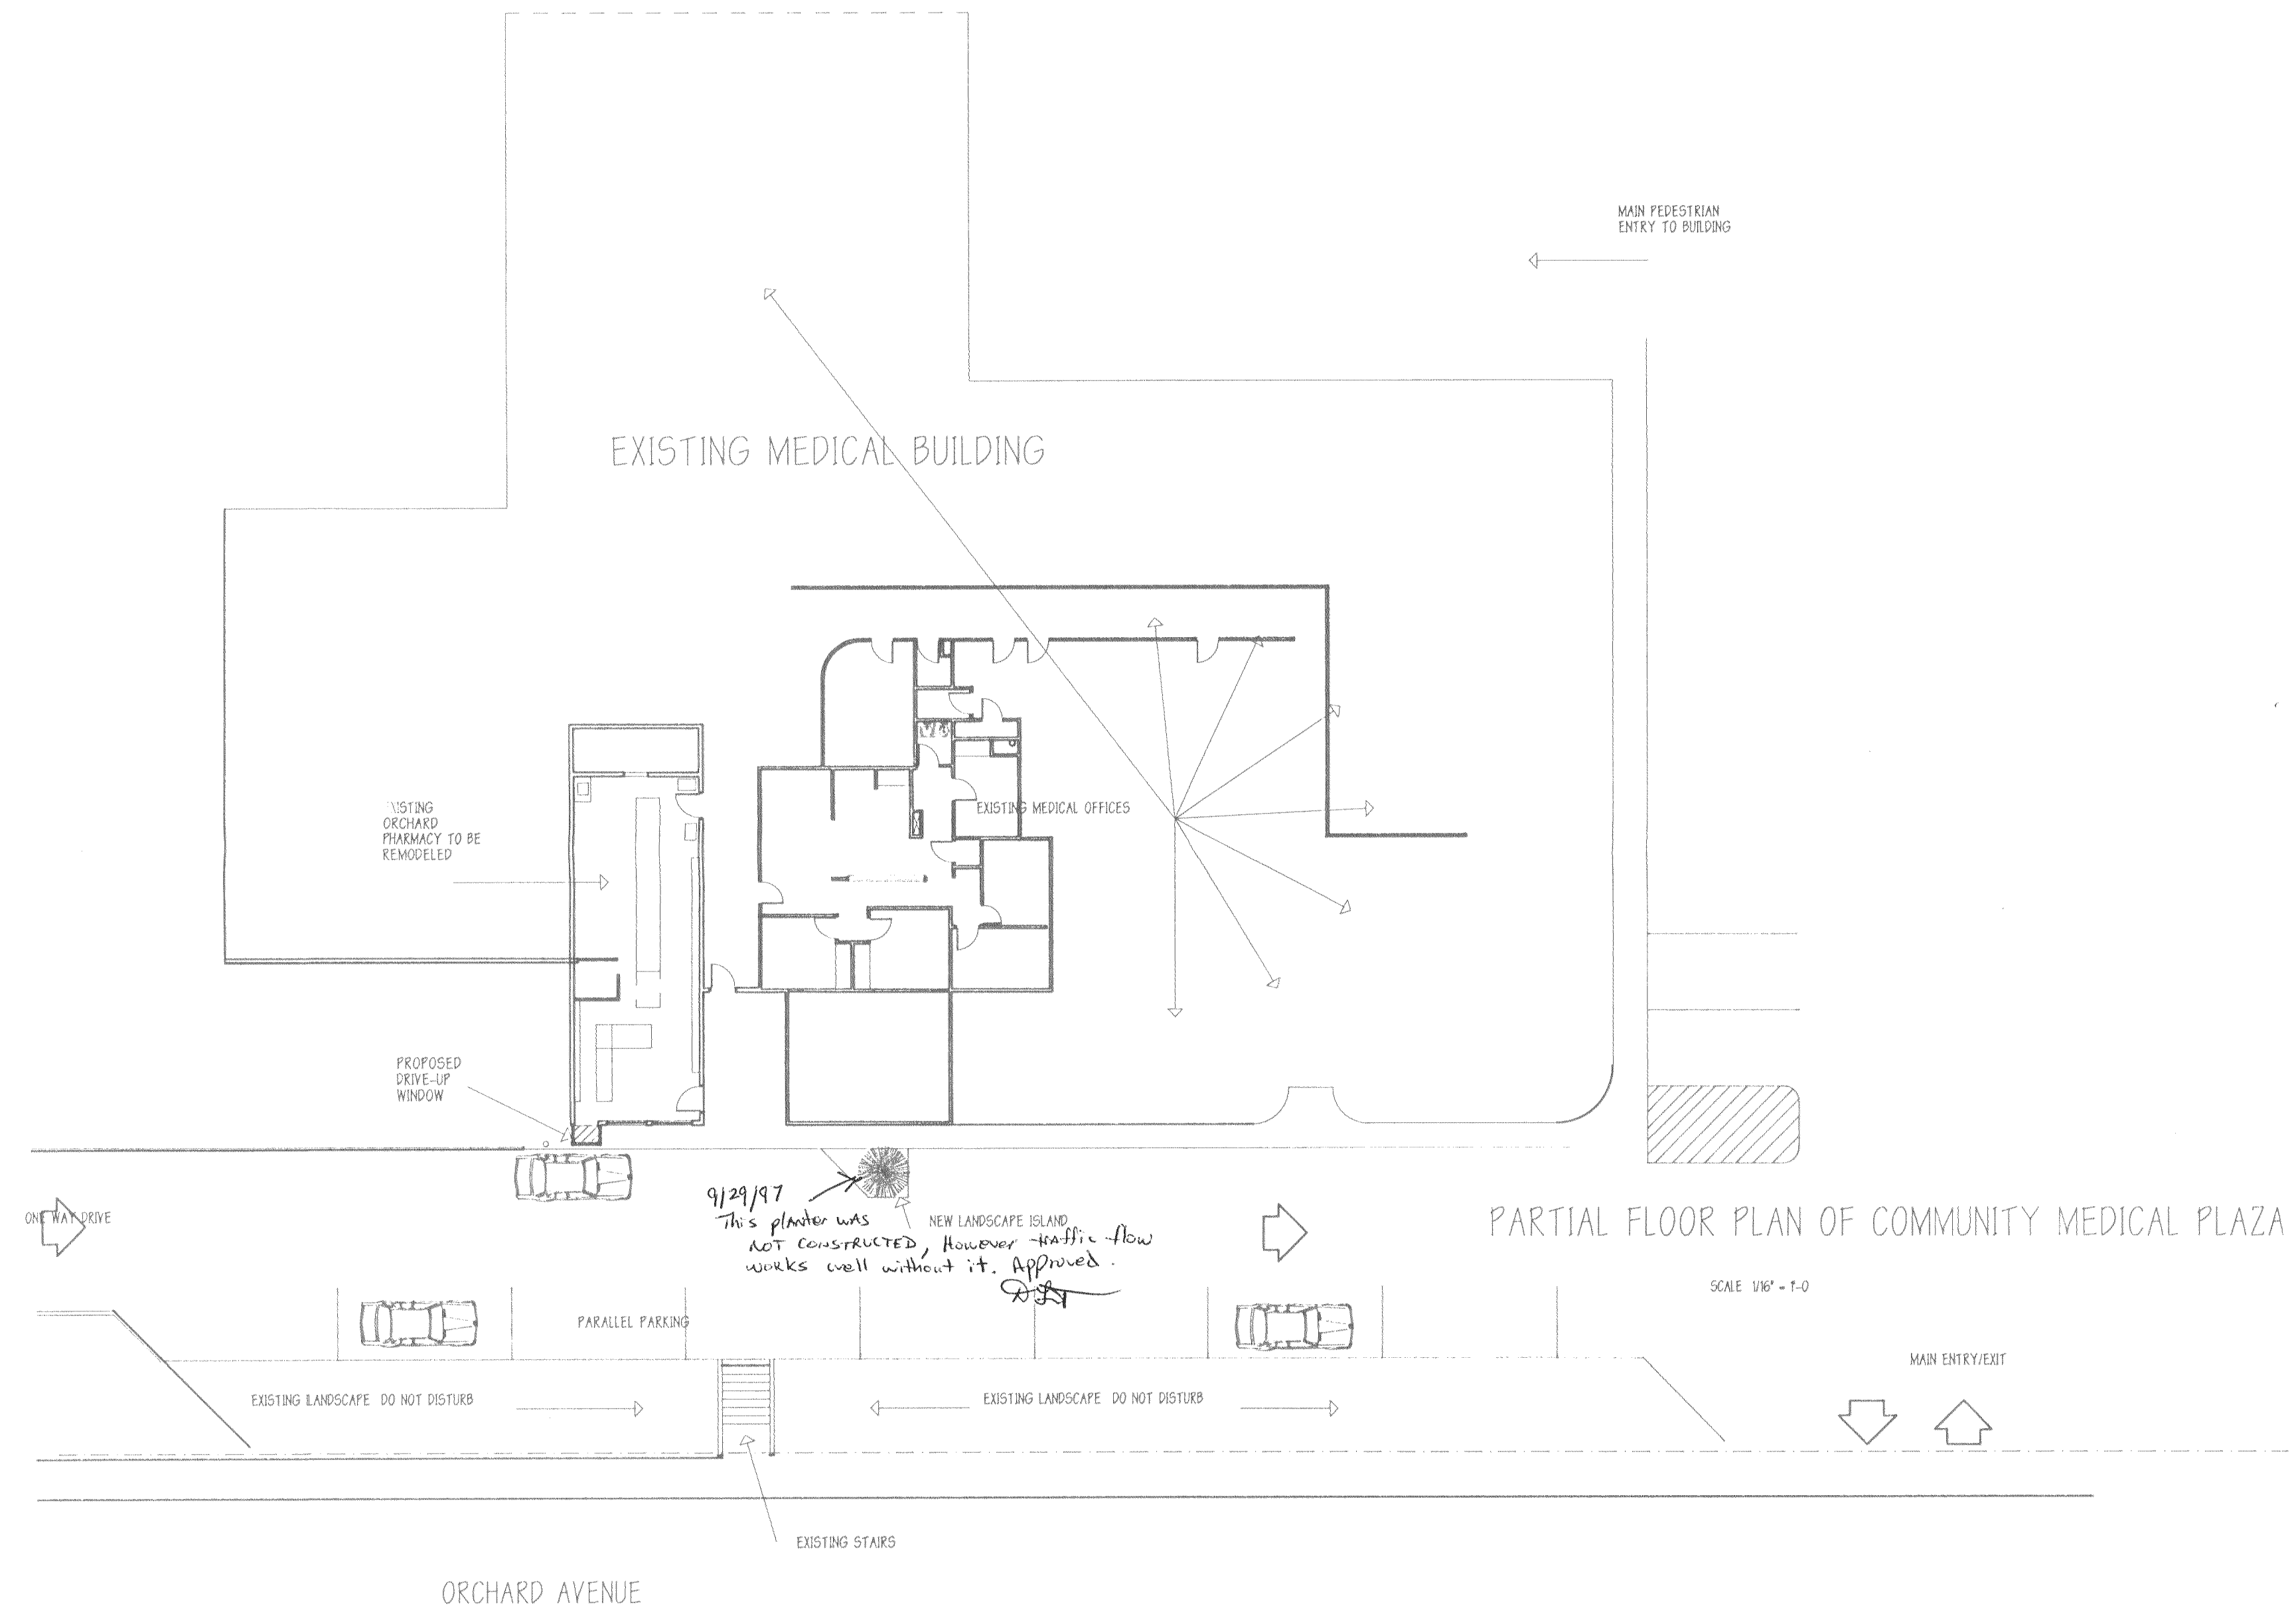 MAIN PEDESTRIAN
ENTRY TO BUILDING
EXISTING MEDICAL BUILDING
EXISTING MEDICAL OFFICES
EXISTING
ORCHARD
PHARMACY TO BE
REMODELED
PROPOSED
DRIVE-UP
WINDOW
ONE WAY DRIVE
9/29/97
This planter was
NOT CONSTRUCTED, However traffic flow
works well without it. Approved.
NEW LANDSCAPE ISLAND
PARTIAL FLOOR PLAN OF COMMUNITY MEDICAL PLAZA
SCALE 1/16" = 1'-0
PARALLEL PARKING
MAIN ENTRY/EXIT
EXISTING LANDSCAPE DO NOT DISTURB
EXISTING LANDSCAPE DO NOT DISTURB
EXISTING STAIRS
ORCHARD AVENUE